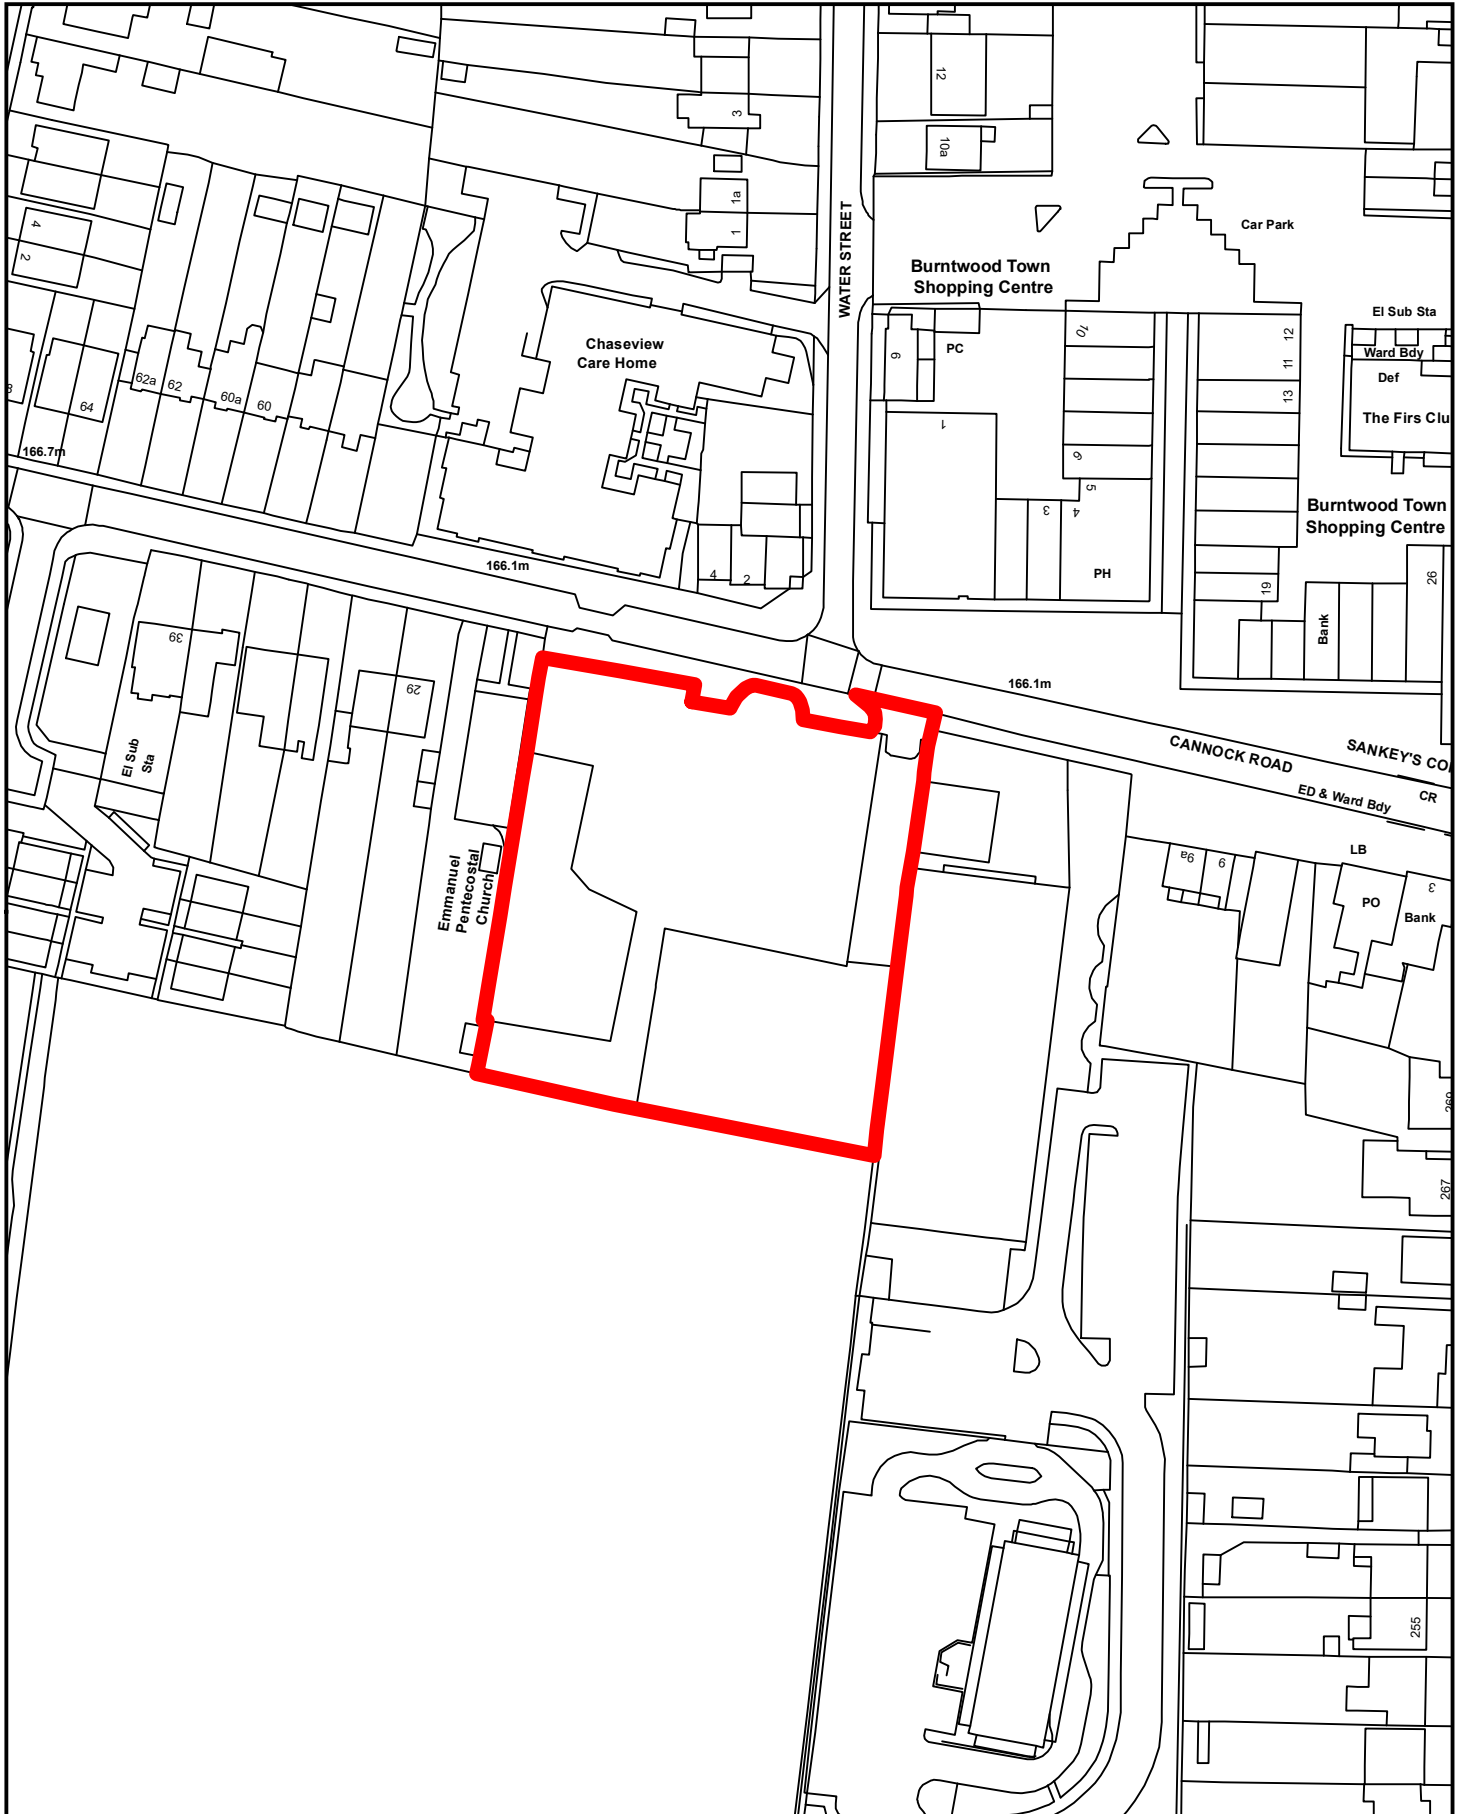 12
3
10a
1a
1
WATER STREET
Car Park
4
2
Burntwood Town
Shopping Centre
El Sub Sta
10
12
Chaseview
Care Home
9
PC
Ward Bdy
11
Def
62a
62
60a
60
64
8
13
The Firs Clu
1
166.7m
6
5
Burntwood Town
Shopping Centre
3
4
166.1m
4
2
PH
19
26
Bank
39
29
166.1m
El Sub
Sta
CANNOCK ROAD
SANKEY'S CO
ED & Ward Bdy
CR
LB
Emmanuel
Pentecostal
Church
9a
9
PO
3
Bank
269
267
255